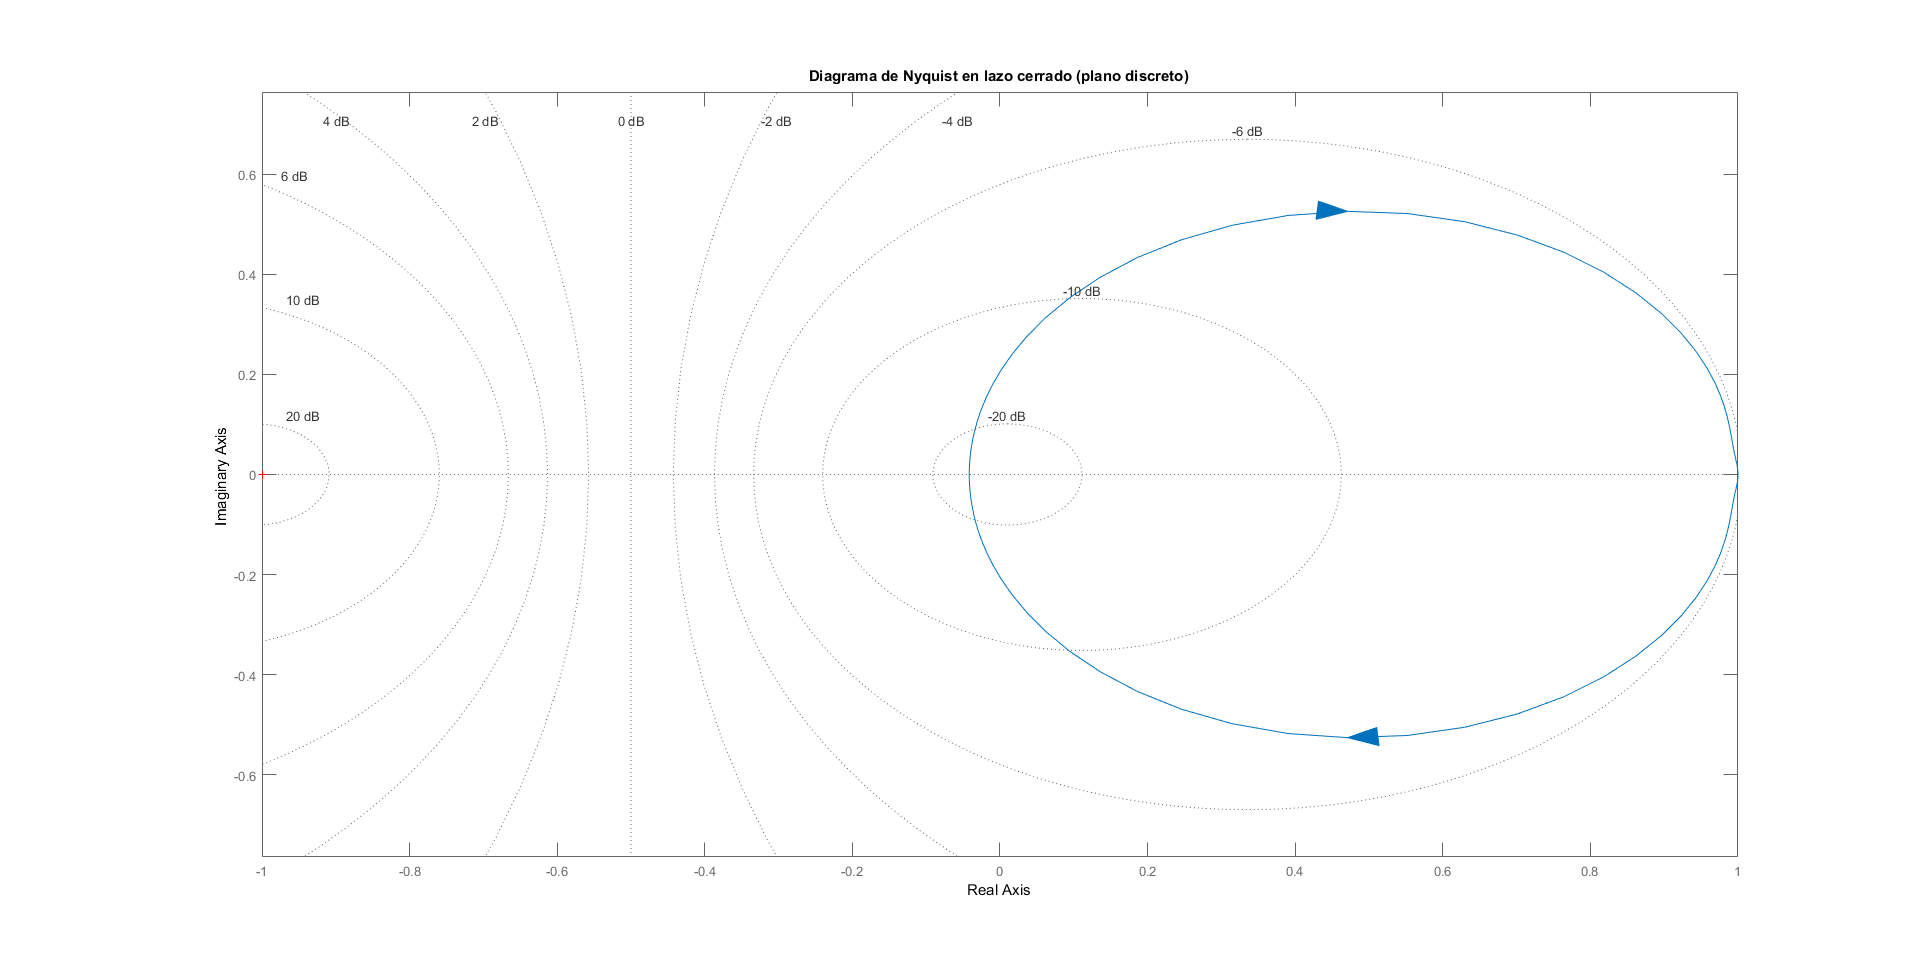 Diagrama de Nyquist en lazo cerrado (plano discreto)
4 dB
2 dB
0 dB
-2 dB
-4 dB
-6 dB
6 dB
10 dB
-10 dB
20 dB
-20 dB
0.6
0.4
0.2
0
-0.2
-0.4
-0.6
Imaginary Axis
-1
-0.8
-0.6
-0.4
-0.2
0
0.2
0.4
0.6
0.8
1
Real Axis